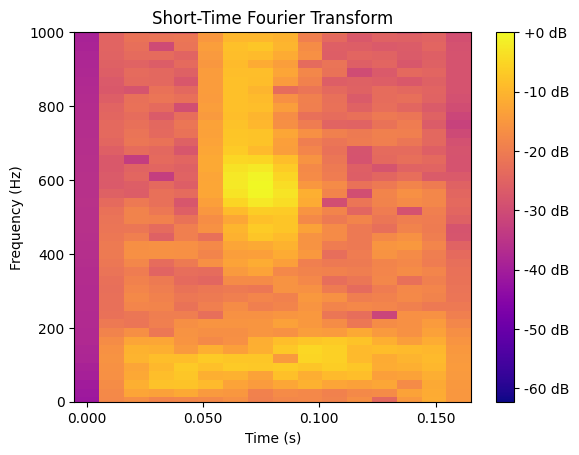 Short-Time Fourier Transform
1000
800
600
400
200
0
Frequency (Hz)
0.000
0.050
0.100
0.150
Time (s)
+0 dB
-10 dB
-20 dB
-30 dB
-40 dB
-50 dB
-60 dB